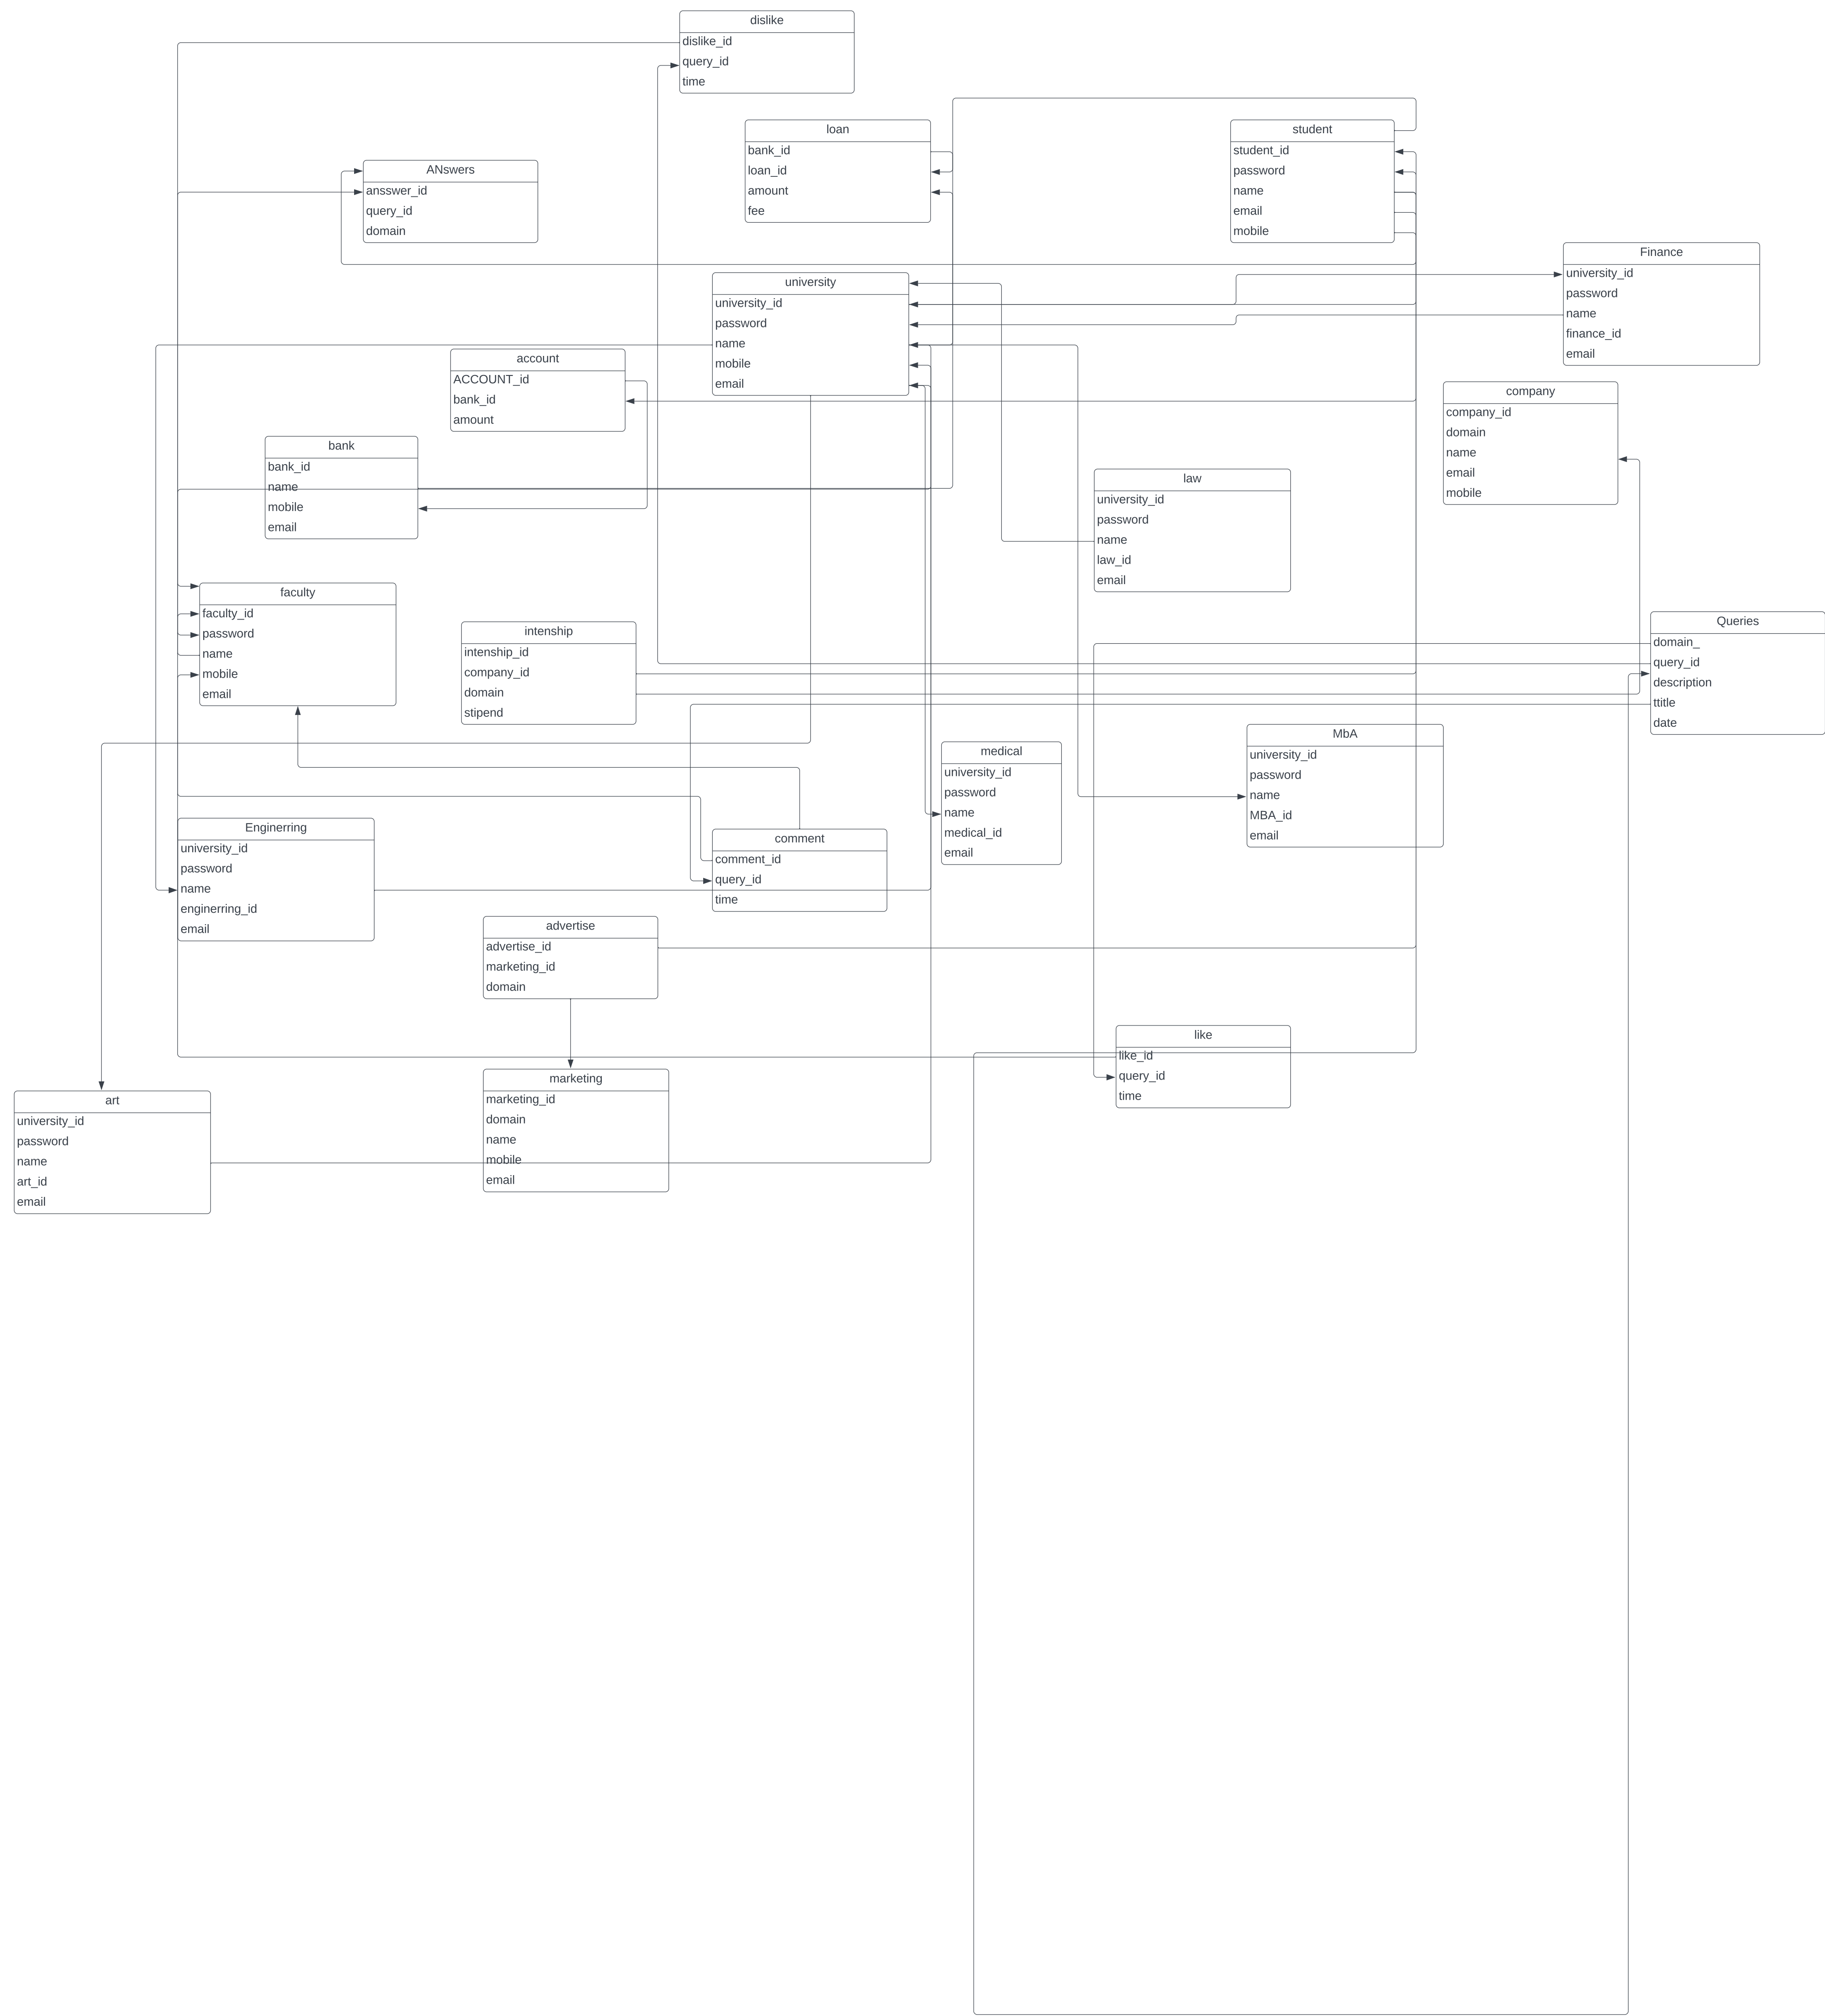 dislike
dislike_id
query_id
time
loan
bank_id
loan_id
amount
fee
student
student_id
password
name
email
mobile
ANswers
ansswer_id
query_id
domain
Finance
university_id
password
name
finance_id
email
university
university_id
password
name
mobile
email
account
ACCOUNT_id
bank_id
amount
company
company_id
domain
name
email
mobile
bank
bank_id
name
mobile
email
law
university_id
password
name
law_id
email
faculty
faculty_id
password
name
mobile
email
intenship
intenship_id
company_id
domain
stipend
Queries
domain_
query_id
description
ttitle
date
medical
university_id
password
name
medical_id
email
MbA
university_id
password
name
MBA_id
email
Enginerring
university_id
password
name
enginerring_id
email
comment
comment_id
query_id
time
advertise
advertise_id
marketing_id
domain
like
like_id
query_id
time
marketing
marketing_id
domain
name
mobile
email
art
university_id
password
name
art_id
email